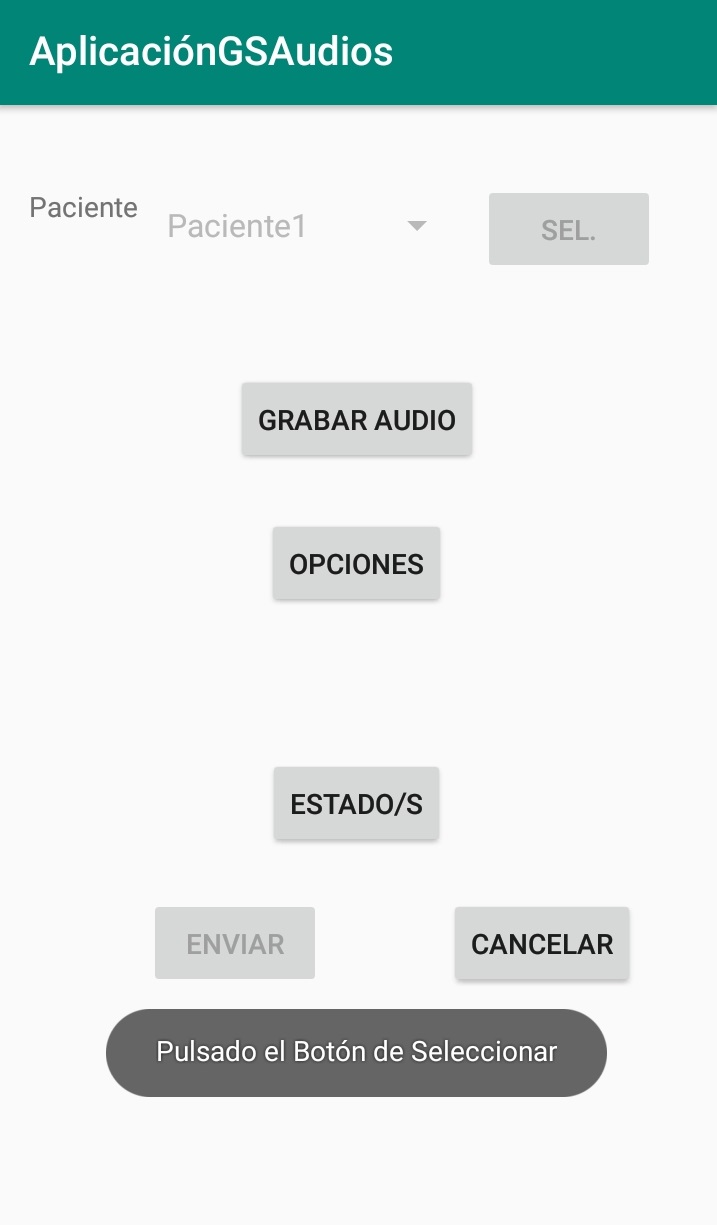 AplicaciónGSAudios
Paciente
Paciente1
SEL.
GRABAR AUDIO
OPCIONES
ESTADO/S
ENVIAR
CANCELAR
Pulsado el Botón de Seleccionar